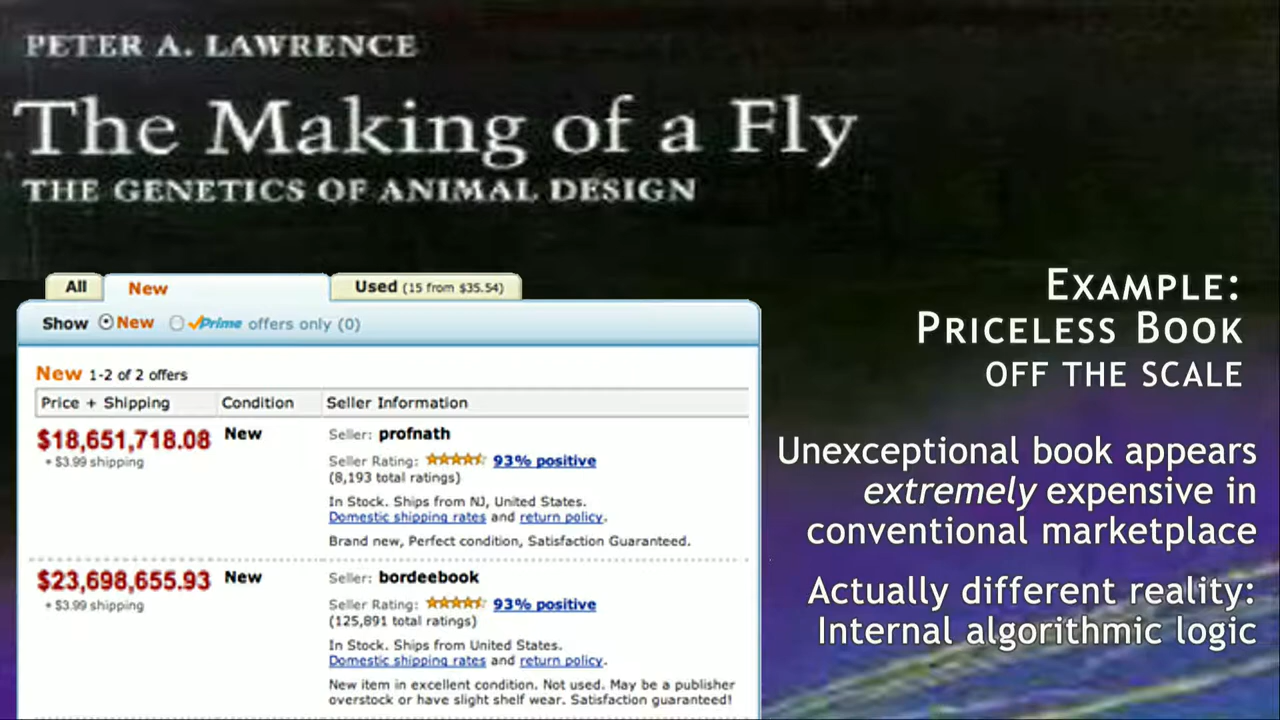 PETER A. LAWRENCE
The Making of a Fly
THE GENETICS OF ANIMAL DESIGN
All
New
Used (15 from $35.54)
Show New Prime offers only (0)
New 1-2 of 2 offers
Price + Shipping
Condition
Seller Information
$18,651,718.08
+ $3.99 shipping
New
Seller: profnath
Seller Rating: 93% positive
(8,193 total ratings)
In Stock. Ships from NJ, United States.
Domestic shipping rates and return policy.
Brand new, Perfect condition, Satisfaction Guaranteed.
$23,698,655.93
+ $3.99 shipping
New
Seller: bordeebook
Seller Rating: 93% positive
(125,891 total ratings)
In Stock. Ships from United States.
Domestic shipping rates and return policy.
New item in excellent condition. Not used. May be a publisher
overstock or have slight shelf wear. Satisfaction guaranteed!
EXAMPLE:
PRICELESS BOOK
OFF THE SCALE
Unexceptional book appears
extremely expensive in
conventional marketplace
Actually different reality:
Internal algorithmic logic